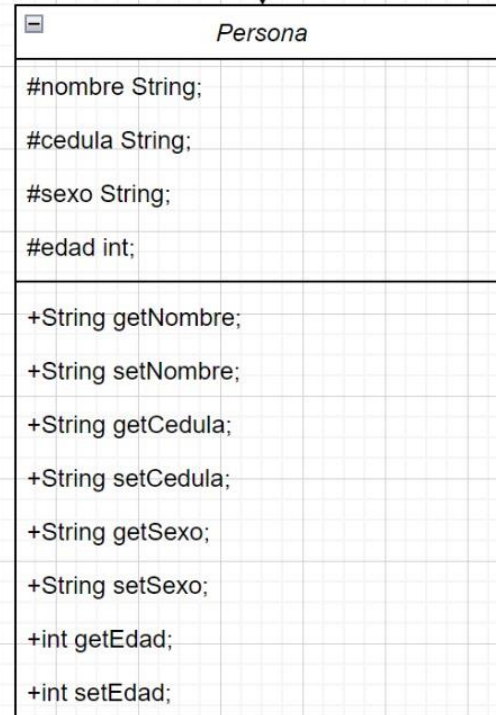 Persona
#nombre String;
#cedula String;
#sexo String;
#edad int;
+String getNombre;
+String setNombre;
+String getCedula;
+String setCedula;
+String getSexo;
+String setSexo;
+int getEdad;
+int setEdad;